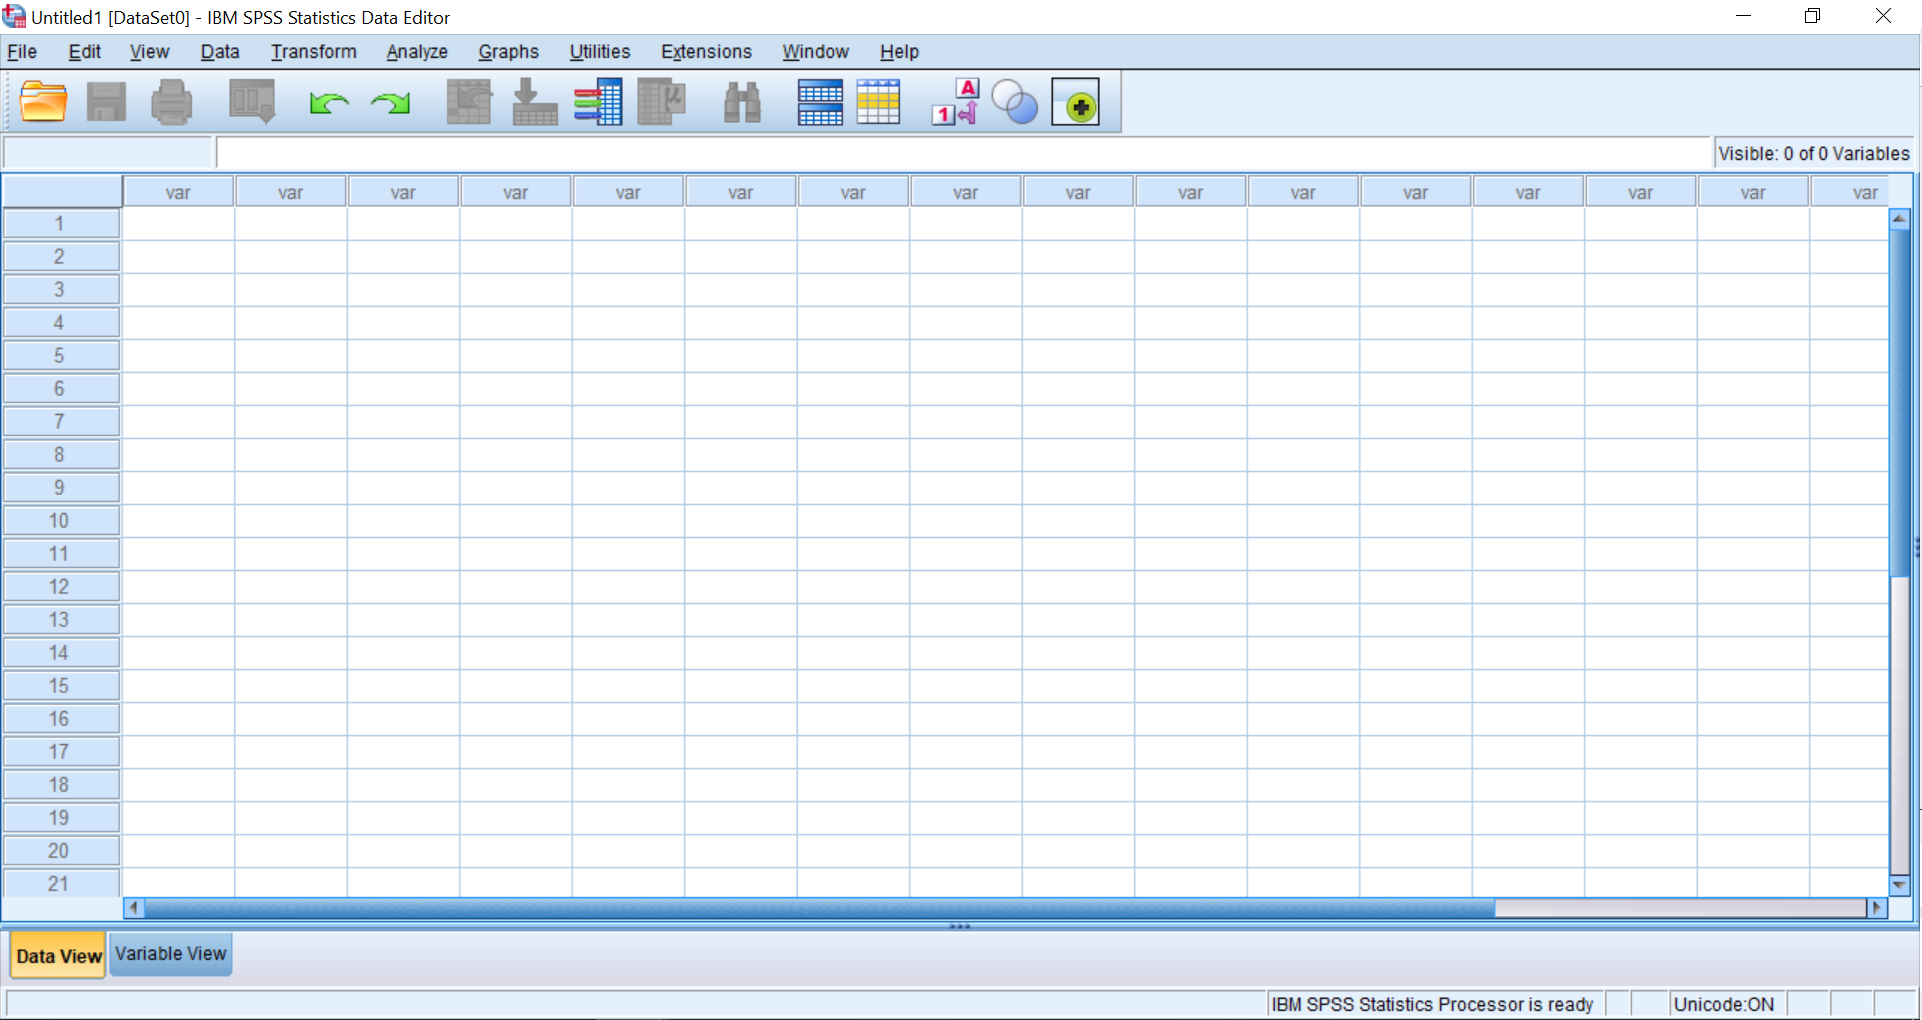 Untitled1 [DataSet0] - IBM SPSS Statistics Data Editor
File Edit View Data Transform Analyze Graphs Utilities Extensions Window Help
A
1
µ
Visible: 0 of 0 Variables
var var var var var var var var var var var var var var var var
1
2
3
4
5
6
7
8
9
10
11
12
13
14
15
16
17
18
19
20
21
Data View Variable View
IBM SPSS Statistics Processor is ready Unicode:ON